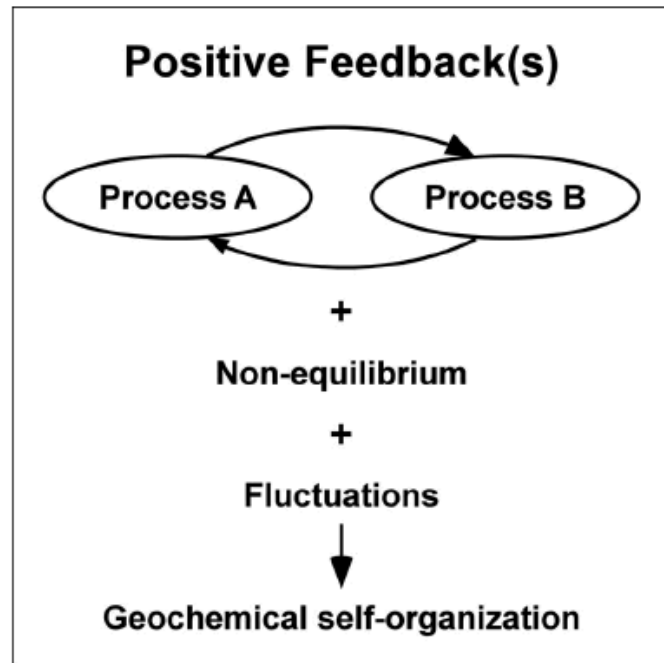 Positive Feedback(s)
Process A
Process B
+
Non-equilibrium
+
Fluctuations
Geochemical self-organization